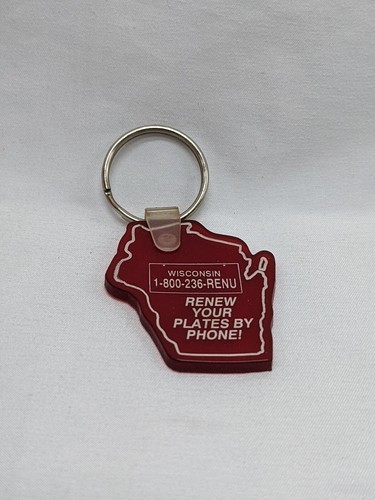 WISCONSIN
1-800-236-RENU
RENEW
YOUR
PLATES BY
PHONE!